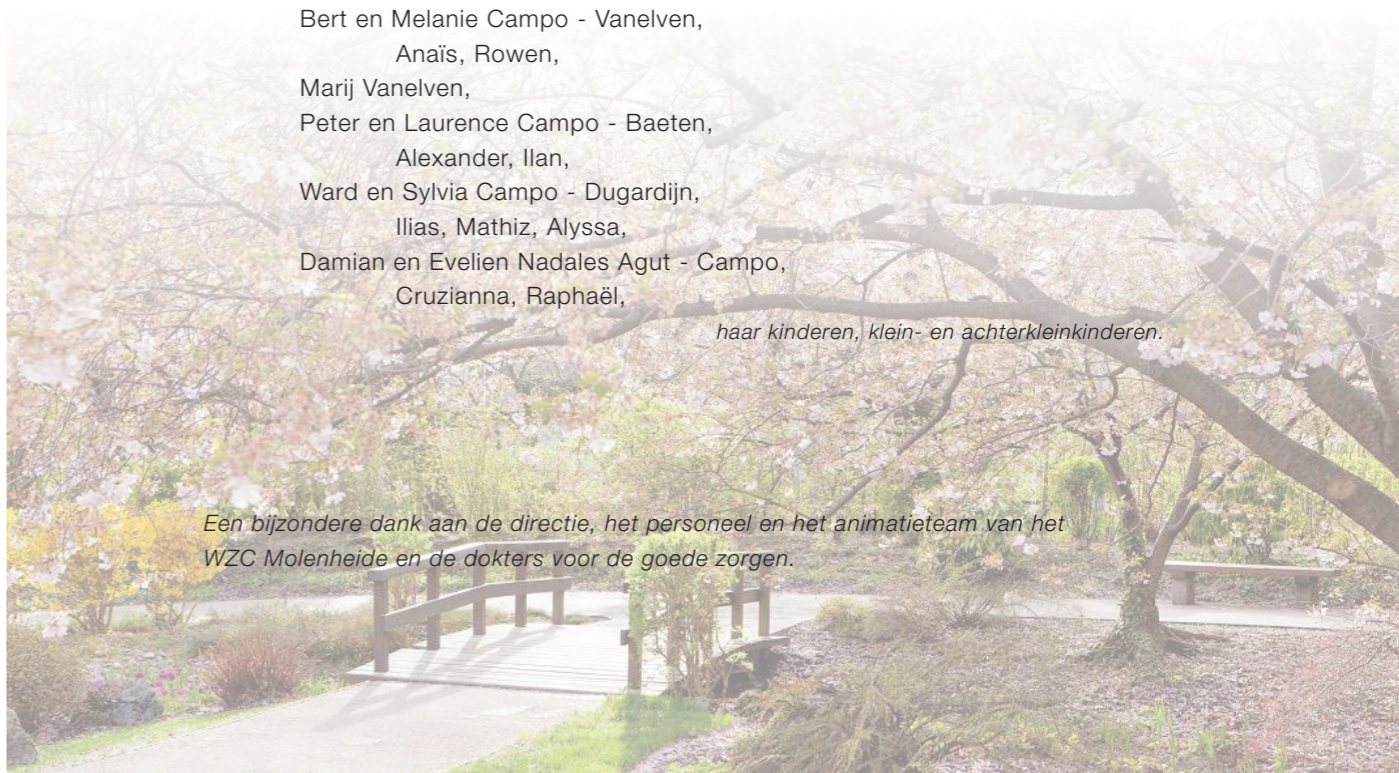 Bert en Melanie Campo - Vanelven,
Anaïs, Rowen,
Marij Vanelven,
Peter en Laurence Campo - Baeten,
Alexander, Ilan,
Ward en Sylvia Campo - Dugardijn,
Ilias, Mathiz, Alyssa,
Damian en Evelien Nadales Agut - Campo,
Cruzianna, Raphaël,
haar kinderen, klein- en achterkleinkinderen.
Een bijzondere dank aan de directie, het personeel en het animatieteam van het
WZC Molenheide en de dokters voor de goede zorgen.